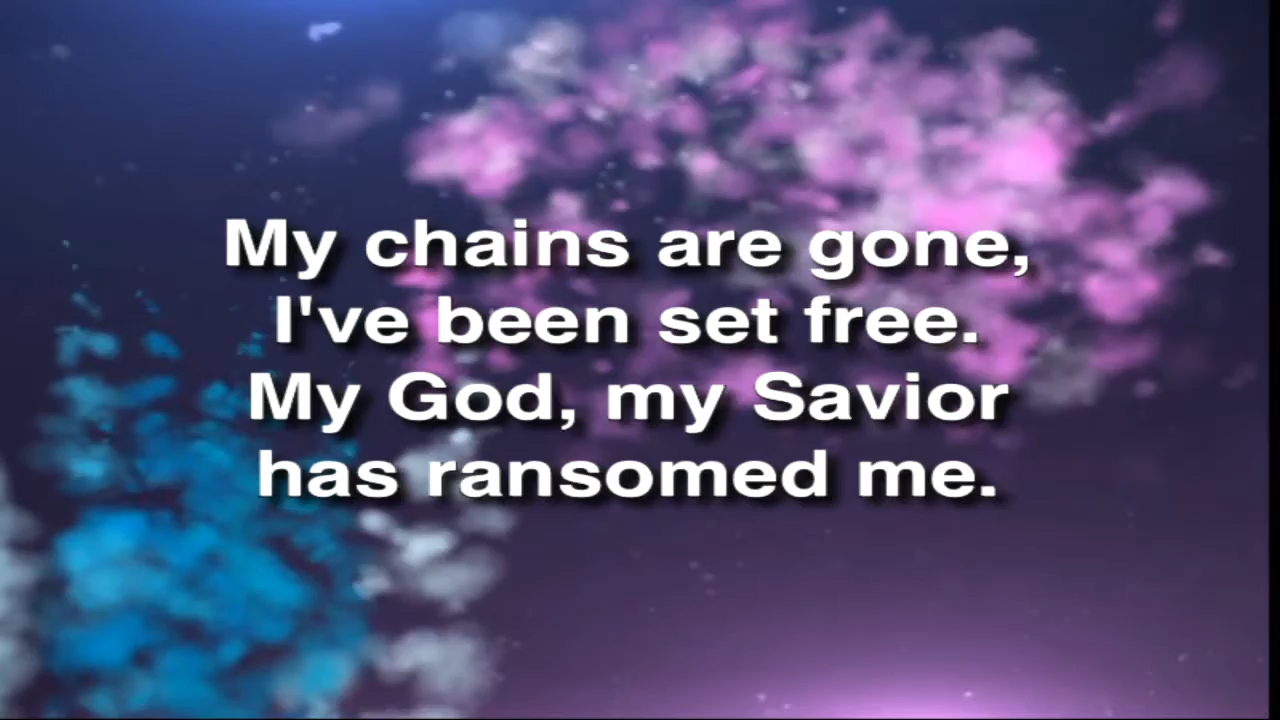 My chains are gone,
I've been set free.
My God, my Savior
has ransomed me.